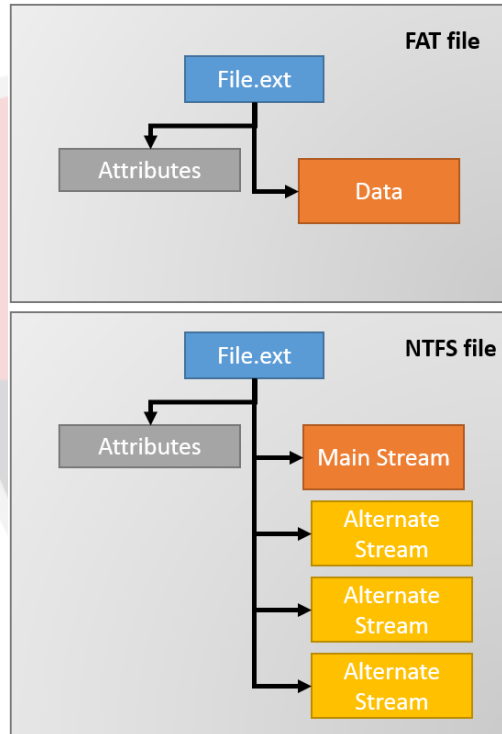 FAT file
File.ext
Attributes
Data
NTFS file
File.ext
Attributes
Main Stream
Alternate
Stream
Alternate
Stream
Alternate
Stream